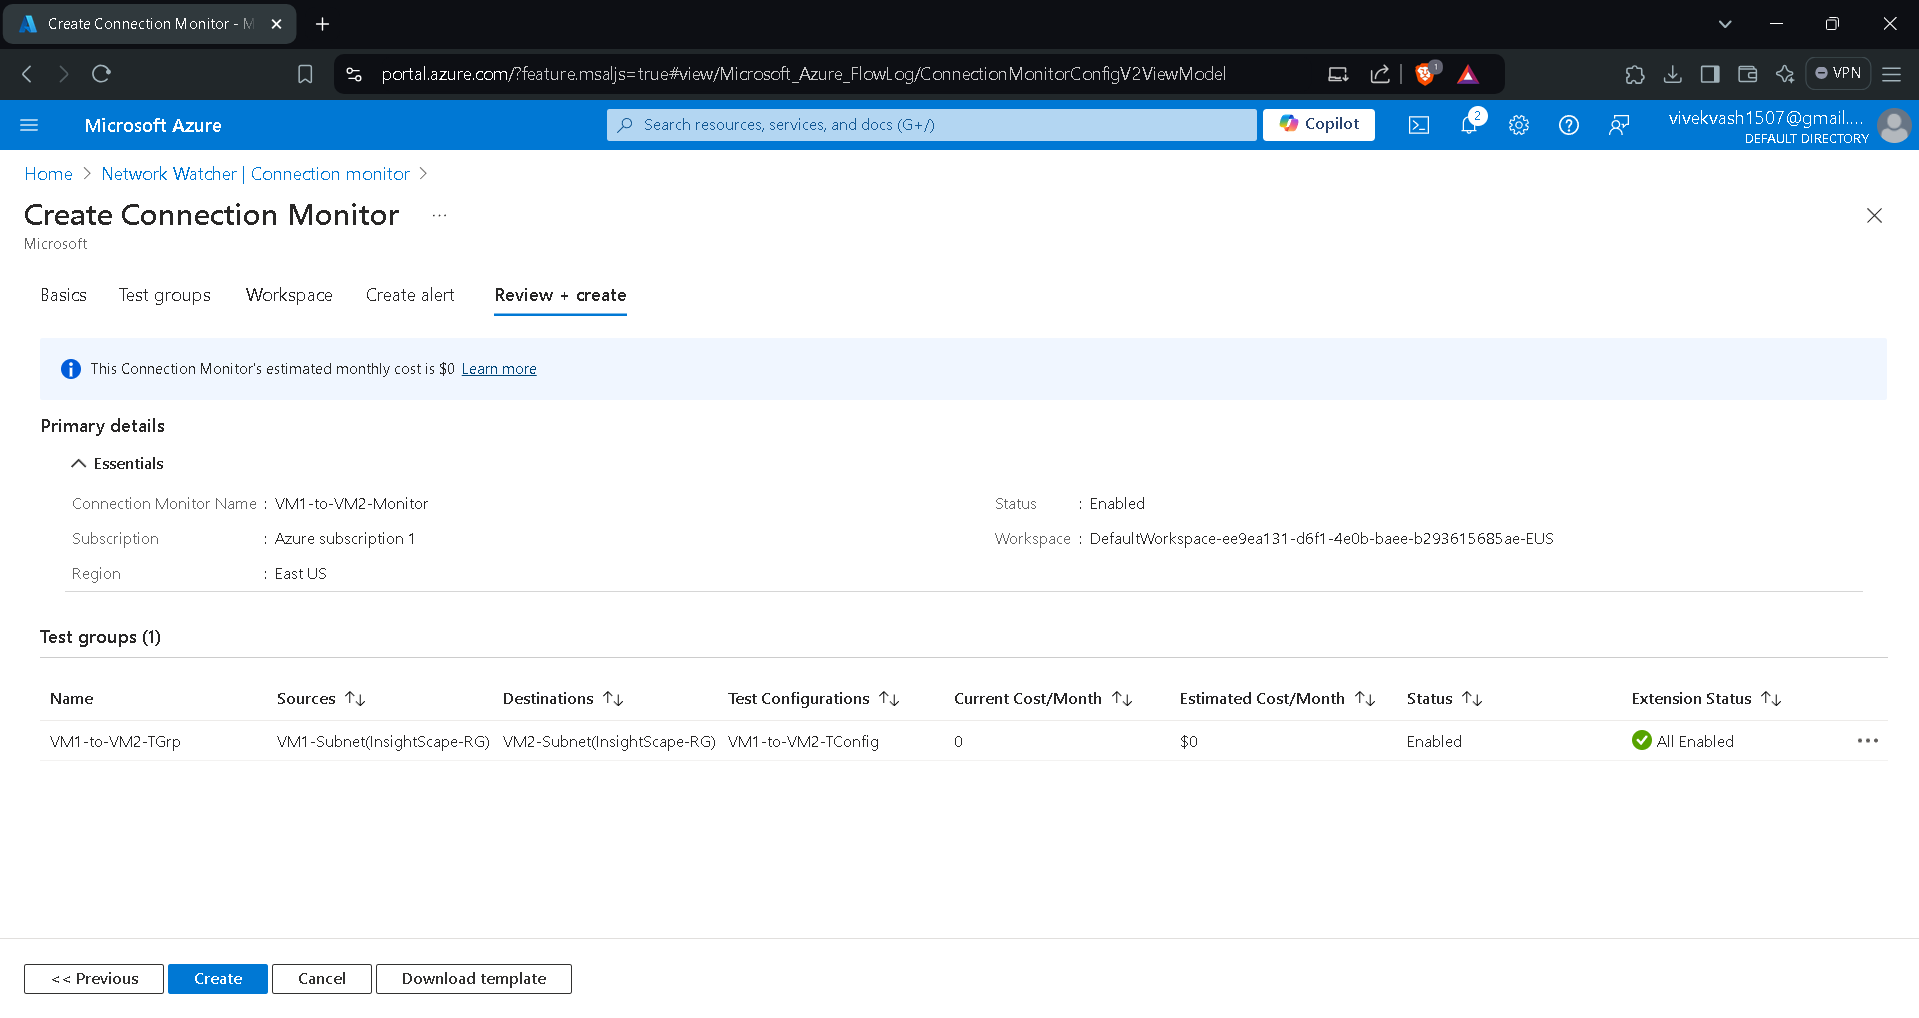 Create Connection Monitor - M
portal.azure.com/?feature.msaljs=true#view/Microsoft_Azure_FlowLog/ConnectionMonitorConfigV2ViewModel
1
VPN
Microsoft Azure
Search resources, services, and docs (G+/)
Copilot
2
vivekvash1507@gmail....
DEFAULT DIRECTORY
Home > Network Watcher | Connection monitor >
Create Connection Monitor ...
Microsoft
Basics Test groups Workspace Create alert Review + create
This Connection Monitor's estimated monthly cost is $0 Learn more
Primary details
Essentials
Connection Monitor Name : VM1-to-VM2-Monitor
Status : Enabled
Subscription : Azure subscription 1
Workspace : DefaultWorkspace-ee9ea131-d6f1-4e0b-baee-b293615685ae-EUS
Region : East US
Test groups (1)
Name Sources Destinations Test Configurations Current Cost/Month Estimated Cost/Month Status Extension Status
VM1-to-VM2-TGrp VM1-Subnet(InsightScape-RG) VM2-Subnet(InsightScape-RG) VM1-to-VM2-TConfig 0 $0 Enabled All Enabled
<< Previous Create Cancel Download template